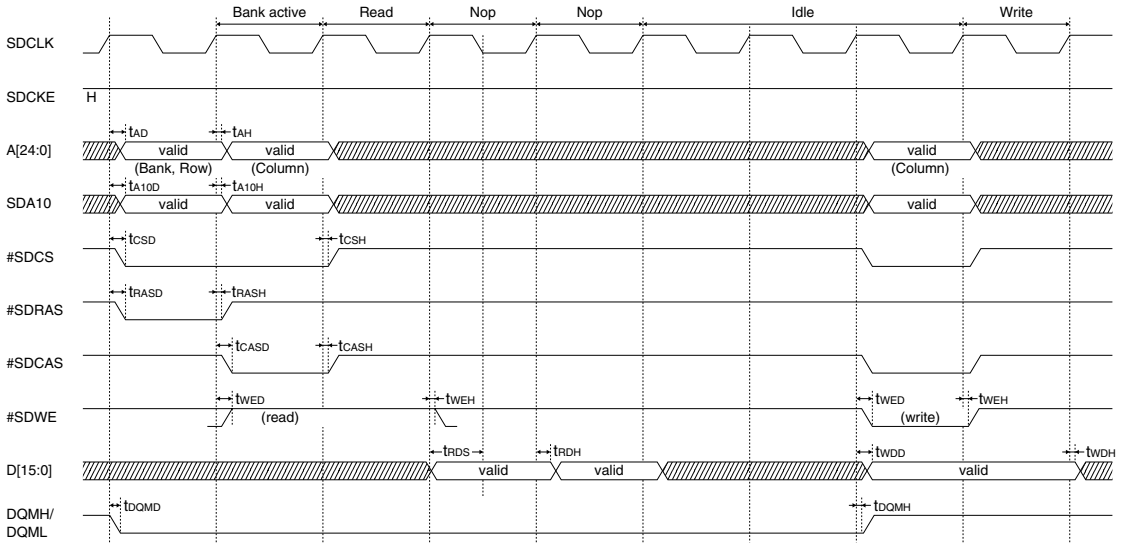 Bank active Read Nop Nop Idle Write
SDCLK
SDCKE H
tAD tAH
A[24:0] valid valid valid
(Bank, Row) (Column) (Column)
tA10D tA10H
SDA10 valid valid valid
tCSD tCSH
#SDCS
tRASD tRASH
#SDRAS
tCASD tCASH
#SDCAS
tWED tWEH tWED tWEH
#SDWE (read) (write)
tRDS tRDH tWDD tWDH
D[15:0] valid valid valid
tDQMD tDQMH
DQMH/
DQML